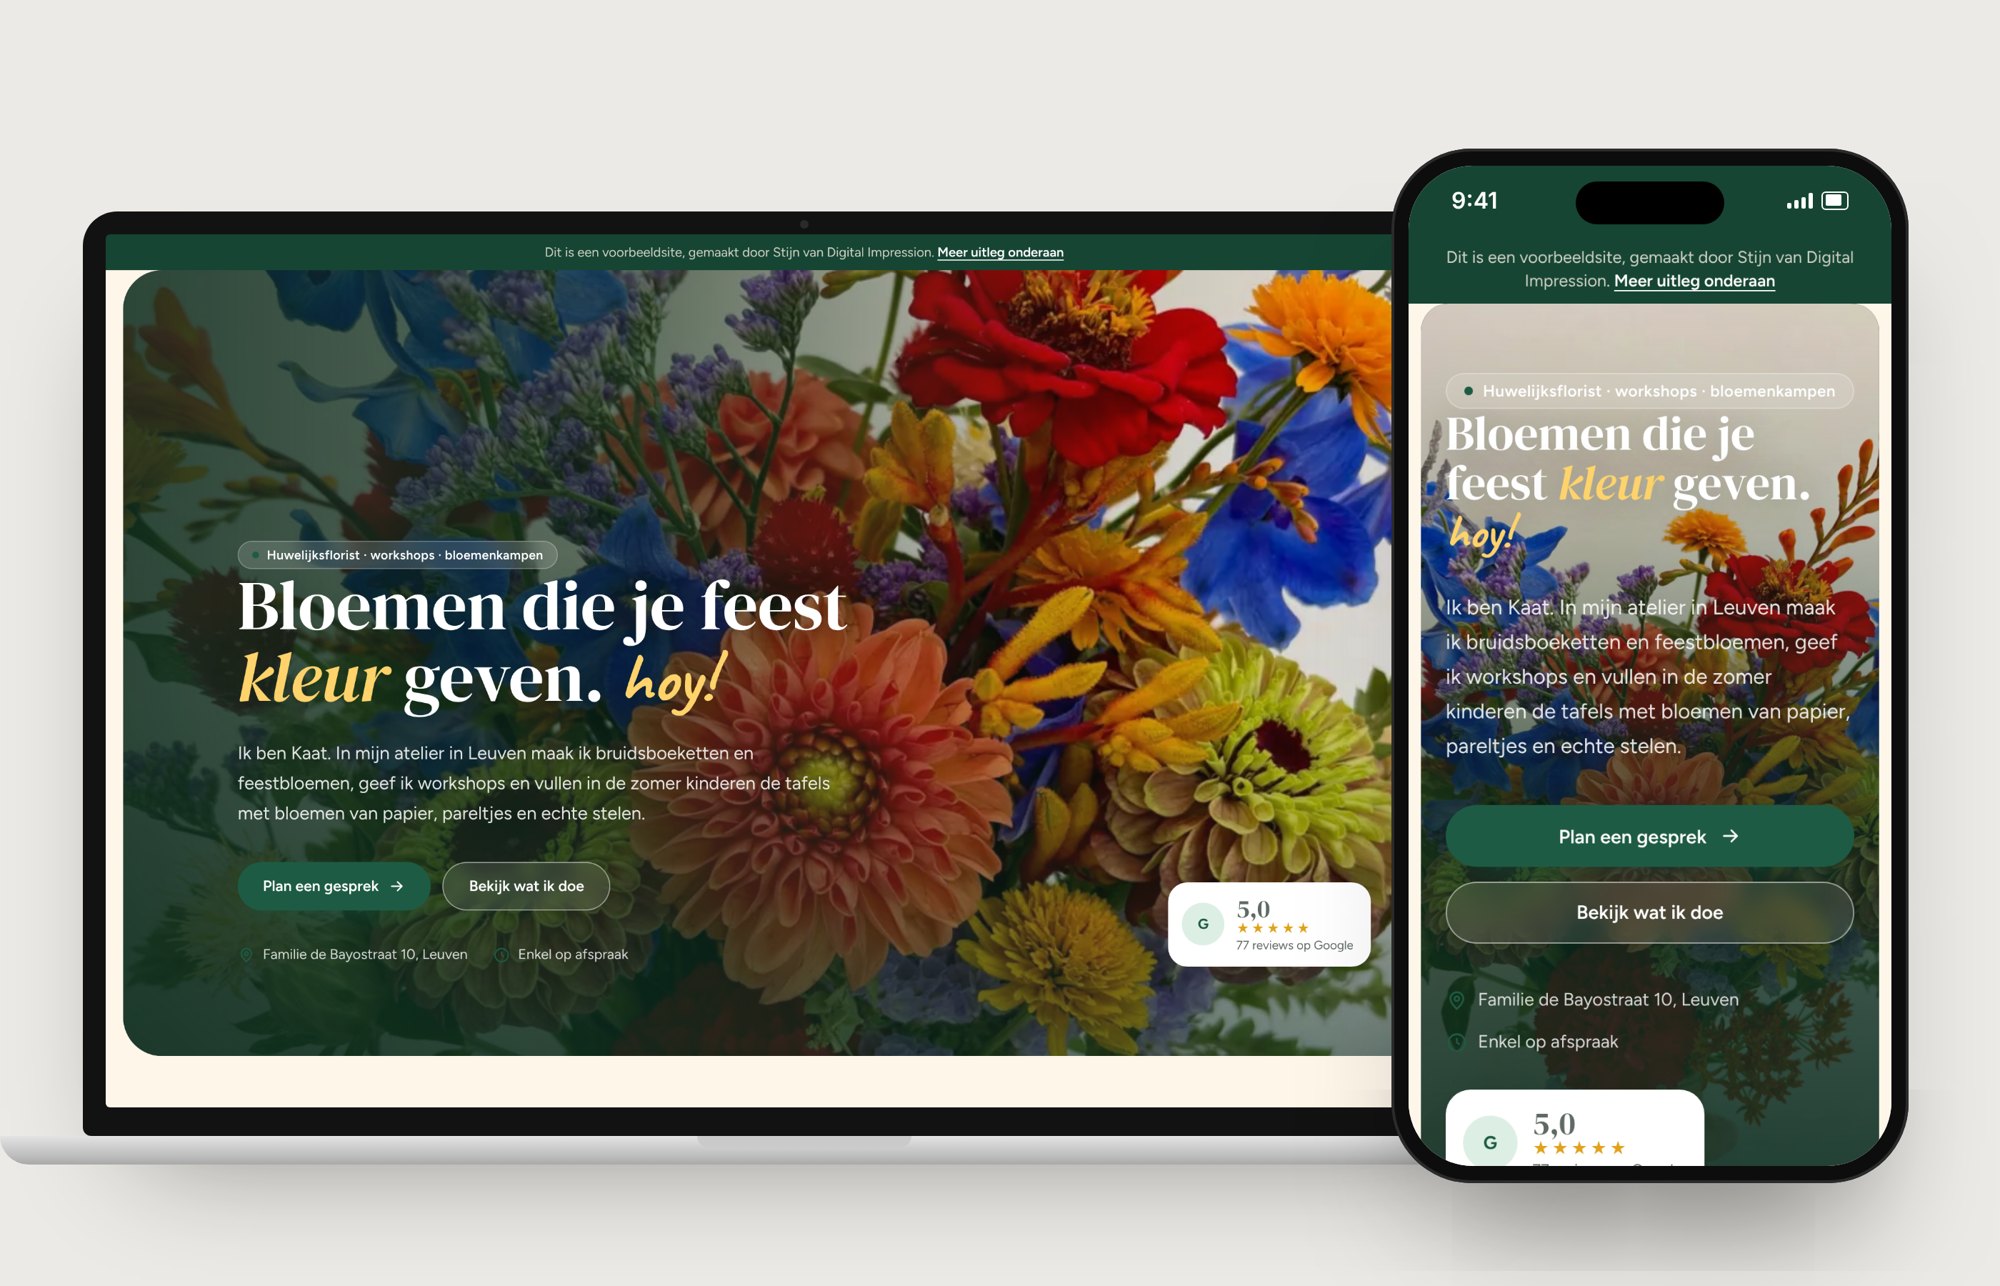 Dit is een voorbeeldsite, gemaakt door Stijn van Digital Impression. Meer uitleg onderaan
Huwelijksflorist · workshops · bloemenkampen
Bloemen die je feest
kleur geven. hoy!
Ik ben Kaat. In mijn atelier in Leuven maak ik bruidsboeketten en
feestbloemen, geef ik workshops en vullen in de zomer kinderen de tafels
met bloemen van papier, pareltjes en echte stelen.
Plan een gesprek →
Bekijk wat ik doe
Familie de Bayostraat 10, Leuven
Enkel op afspraak
G
5,0
★★★★★
77 reviews op Google
9:41
Dit is een voorbeeldsite, gemaakt door Stijn van Digital
Impression. Meer uitleg onderaan
Huwelijksflorist · workshops · bloemenkampen
Bloemen die je
feest kleur geven.
hoy!
Ik ben Kaat. In mijn atelier in Leuven maak
ik bruidsboeketten en feestbloemen, geef
ik workshops en vullen in de zomer
kinderen de tafels met bloemen van papier,
pareltjes en echte stelen.
Plan een gesprek →
Bekijk wat ik doe
Familie de Bayostraat 10, Leuven
Enkel op afspraak
G
5,0
★★★★★